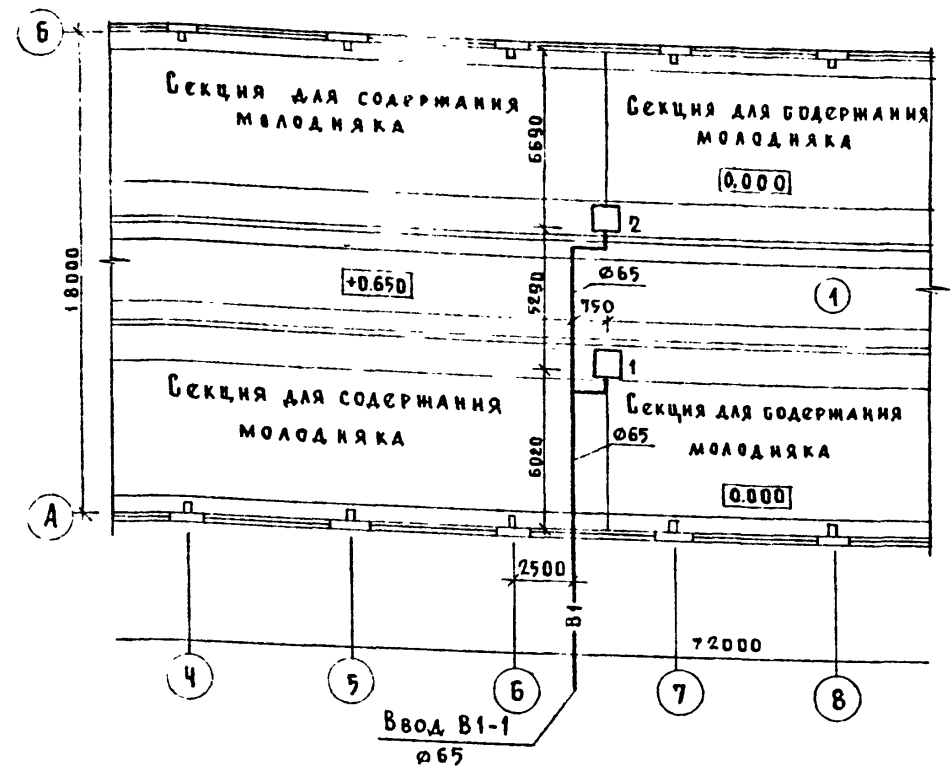 Б
Секция для содержания
молодняка
Секция для содержания
молодняка
0.000
6690
2
18000
+0.650
5290
ø65
750
1
1
Секция для содержания
молодняка
Секция для содержания
молодняка
6020
ø65
0.000
А
2500
В1
72000
4
5
6
7
8
Ввод В1-1
ø65